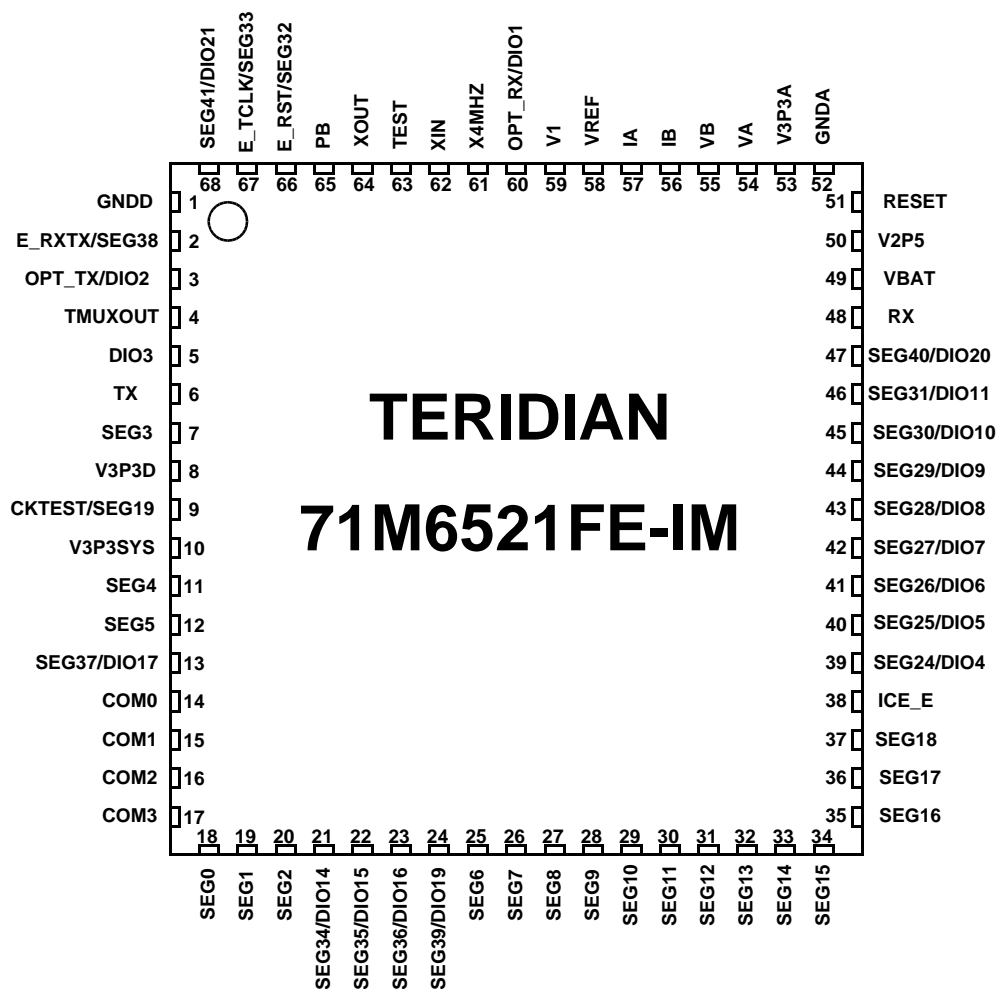 SEG41/DIO21
E_TCLK/SEG33
E_RST/SEG32
PB
XOUT
TEST
XIN
X4MHZ
OPT_RX/DIO1
V1
VREF
IA
IB
VB
VA
V3P3A
GNDA
68 67 66 65 64 63 62 61 60 59 58 57 56 55 54 53 52
GNDD 1
E_RXTX/SEG38 2
OPT_TX/DIO2 3
TMUXOUT 4
DIO3 5
TX 6
SEG3 7
V3P3D 8
CKTEST/SEG19 9
V3P3SYS 10
SEG4 11
SEG5 12
SEG37/DIO17 13
COM0 14
COM1 15
COM2 16
COM3 17
TERIDIAN
71M6521FE-IM
51 RESET
50 V2P5
49 VBAT
48 RX
47 SEG40/DIO20
46 SEG31/DIO11
45 SEG30/DIO10
44 SEG29/DIO9
43 SEG28/DIO8
42 SEG27/DIO7
41 SEG26/DIO6
40 SEG25/DIO5
39 SEG24/DIO4
38 ICE_E
37 SEG18
36 SEG17
35 SEG16
18 19 20 21 22 23 24 25 26 27 28 29 30 31 32 33 34
SEG0
SEG1
SEG2
SEG34/DIO14
SEG35/DIO15
SEG36/DIO16
SEG39/DIO19
SEG6
SEG7
SEG8
SEG9
SEG10
SEG11
SEG12
SEG13
SEG14
SEG15